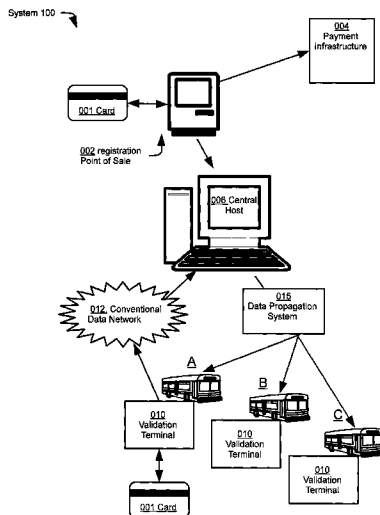 System 100
004
Payment
infrastructure
001 Card
002 registration
Point of Sale
006 Central
Host
012 Conventional
Data Network
015
Data Propagation
System
A
B
C
010
Validation
Terminal
010
Validation
Terminal
010
Validation
Terminal
001 Card